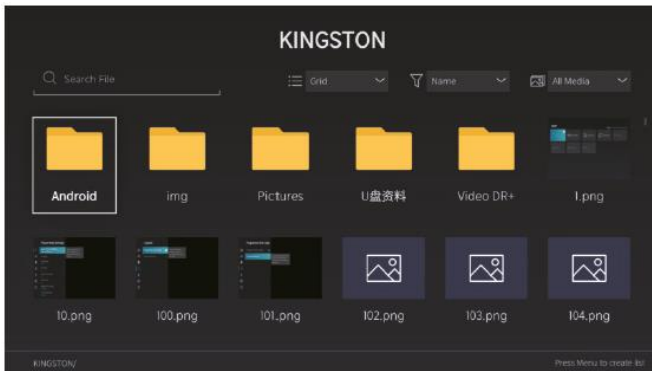 KINGSTON
Search File
Grid
Name
All Media
Android
img
Pictures
U盘资料
Video DR+
1.png
10.png
100.png
101.png
102.png
103.png
104.png
KINGSTON/
Press Menu to create list